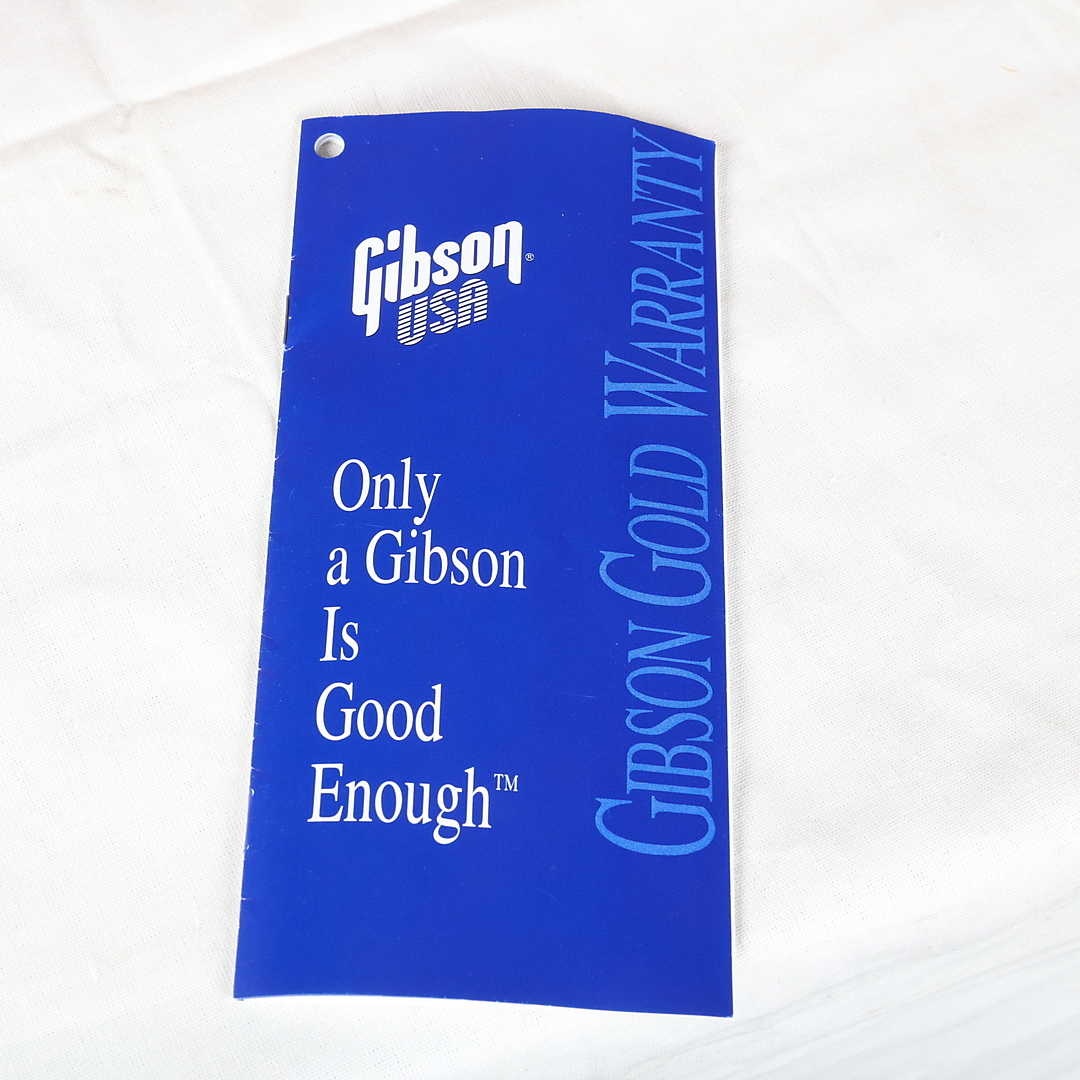 Gibson®
USA
Only
a Gibson
Is
Good
Enough™
GIBSON GOLD WARRANTY